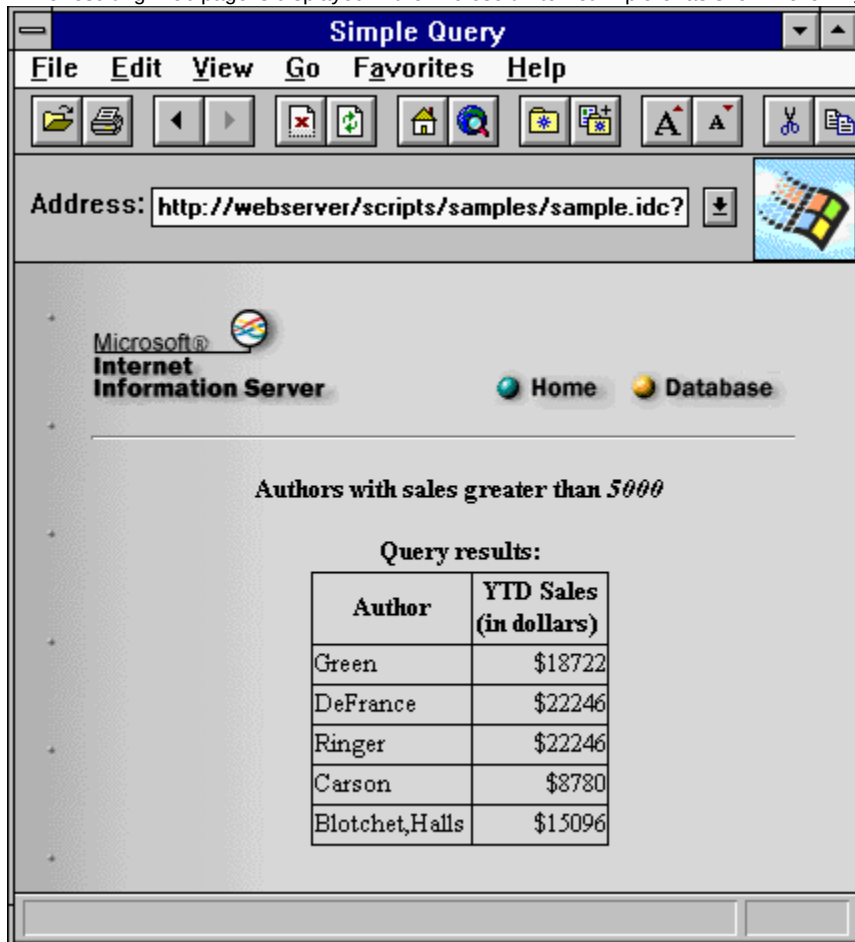 Simple Query
File Edit View Go Favorites Help
A A
Address: http://webserver/scripts/samples/sample.idc?
Microsoft®
Internet
Information Server
Home Database
Authors with sales greater than 5000
Query results:
Author YTD Sales
(in dollars)
Green $18722
DeFrance $22246
Ringer $22246
Carson $8780
Blotchet,Halls $15096